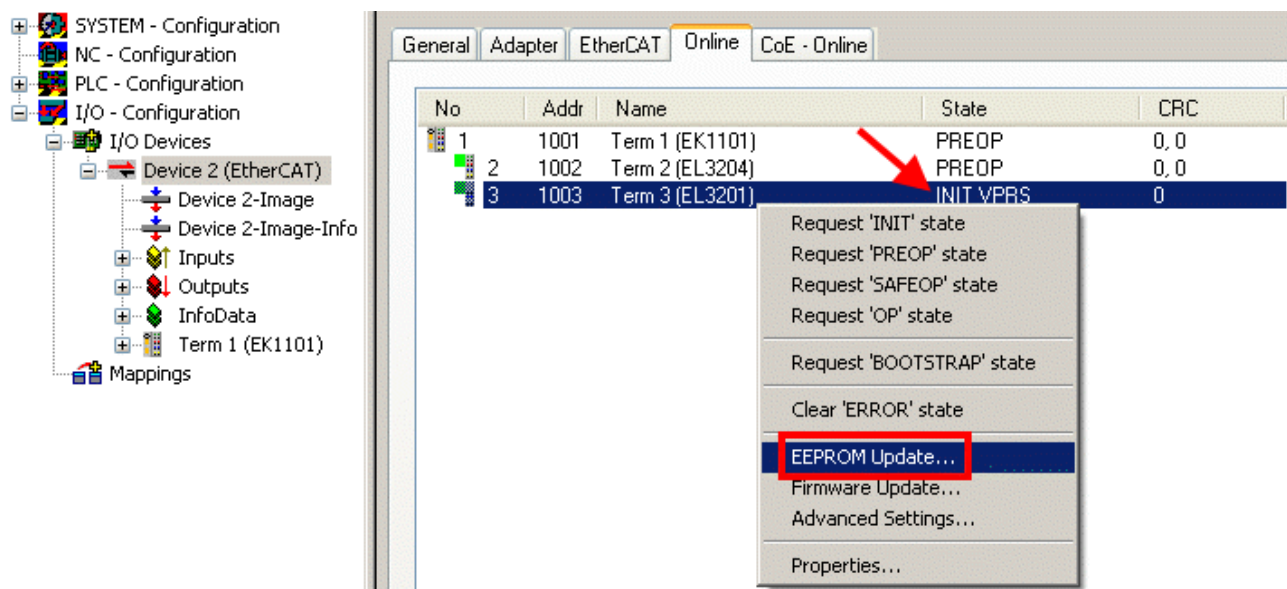 SYSTEM - Configuration
NC - Configuration
PLC - Configuration
I/O - Configuration
I/O Devices
Device 2 (EtherCAT)
Device 2-Image
Device 2-Image-Info
Inputs
Outputs
InfoData
Term 1 (EK1101)
Mappings
General Adapter EtherCAT Online CoE - Online
No Addr Name State CRC
1 1001 Term 1 (EK1101) PREOP 0, 0
2 1002 Term 2 (EL3204) PREOP 0, 0
3 1003 Term 3 (EL3201) INIT VPRS 0
Request 'INIT' state
Request 'PREOP' state
Request 'SAFEOP' state
Request 'OP' state
Request 'BOOTSTRAP' state
Clear 'ERROR' state
EEPROM Update...
Firmware Update...
Advanced Settings...
Properties...